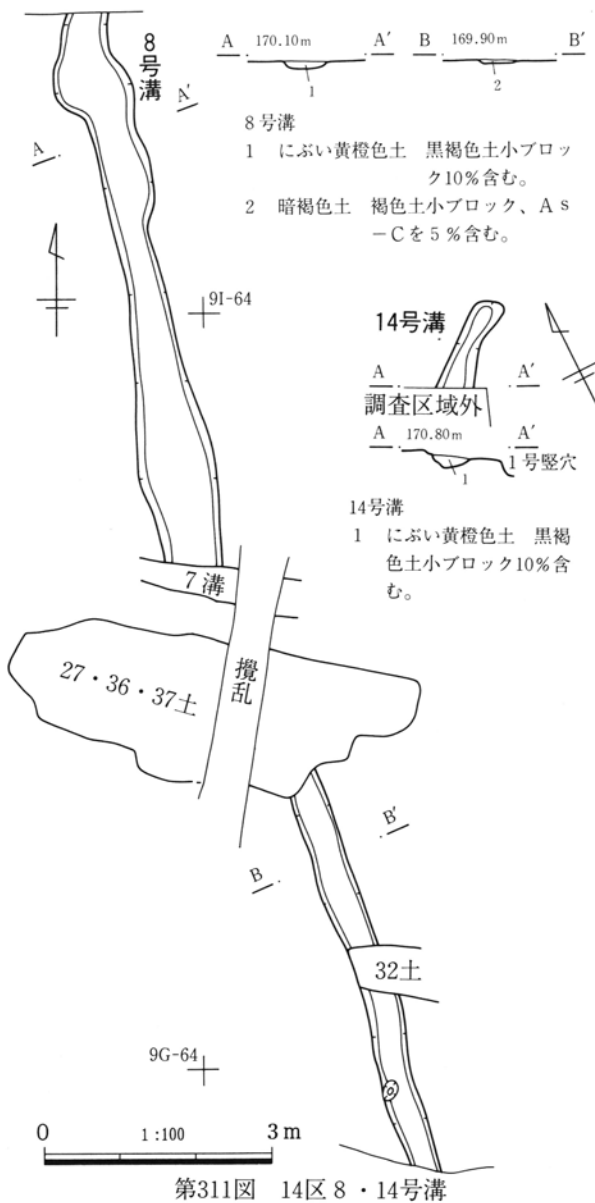 8号溝
A 170.10m A′ B 169.90m B′
1 2
A′
A
8号溝
1 にぶい黄橙色土 黒褐色土小ブロッ
ク10%含む。
2 暗褐色土 褐色土小ブロック、As
-Cを5%含む。
9I-64
14号溝
A A′
調査区域外
A 170.80m A′
1号竪穴
1
14号溝
1 にぶい黄橙色土 黒褐
色土小ブロック10%含
む。
7溝
攪乱
27・36・37土
B′
B
32土
9G-64
0 1:100 3m
第311図 14区8・14号溝